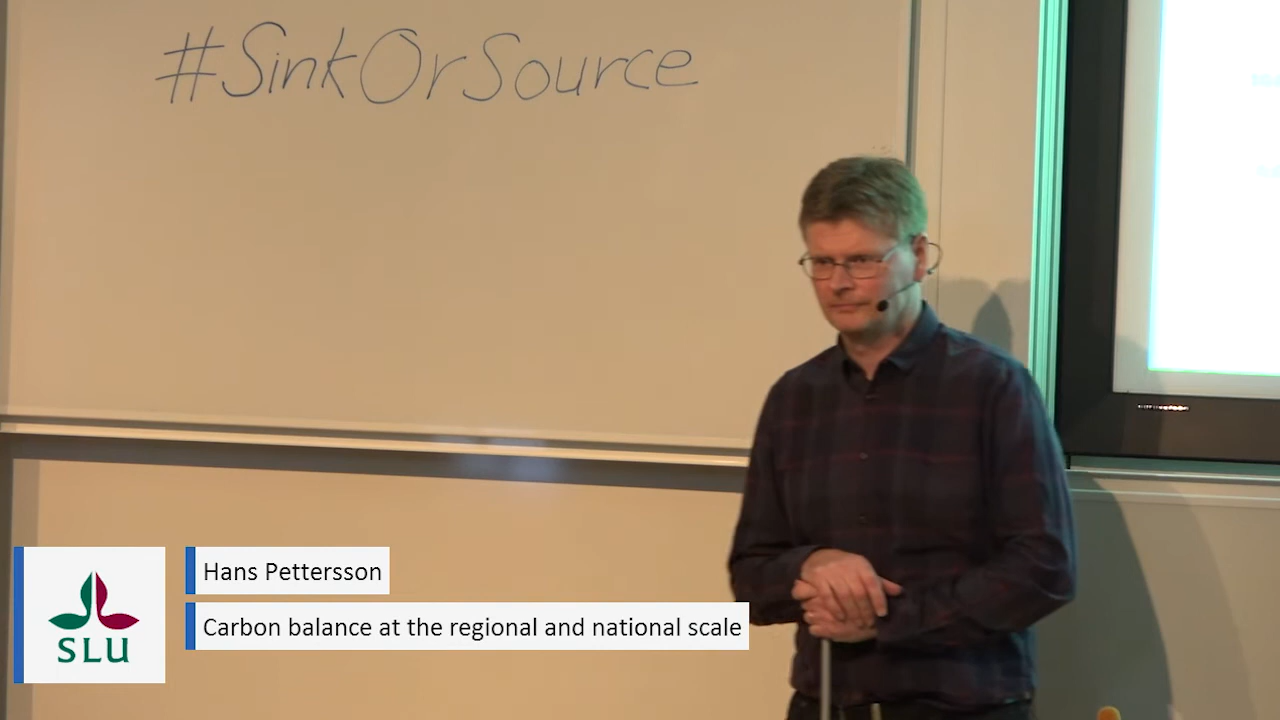 #SinkOrSource
Hans Pettersson
Carbon balance at the regional and national scale
SLU